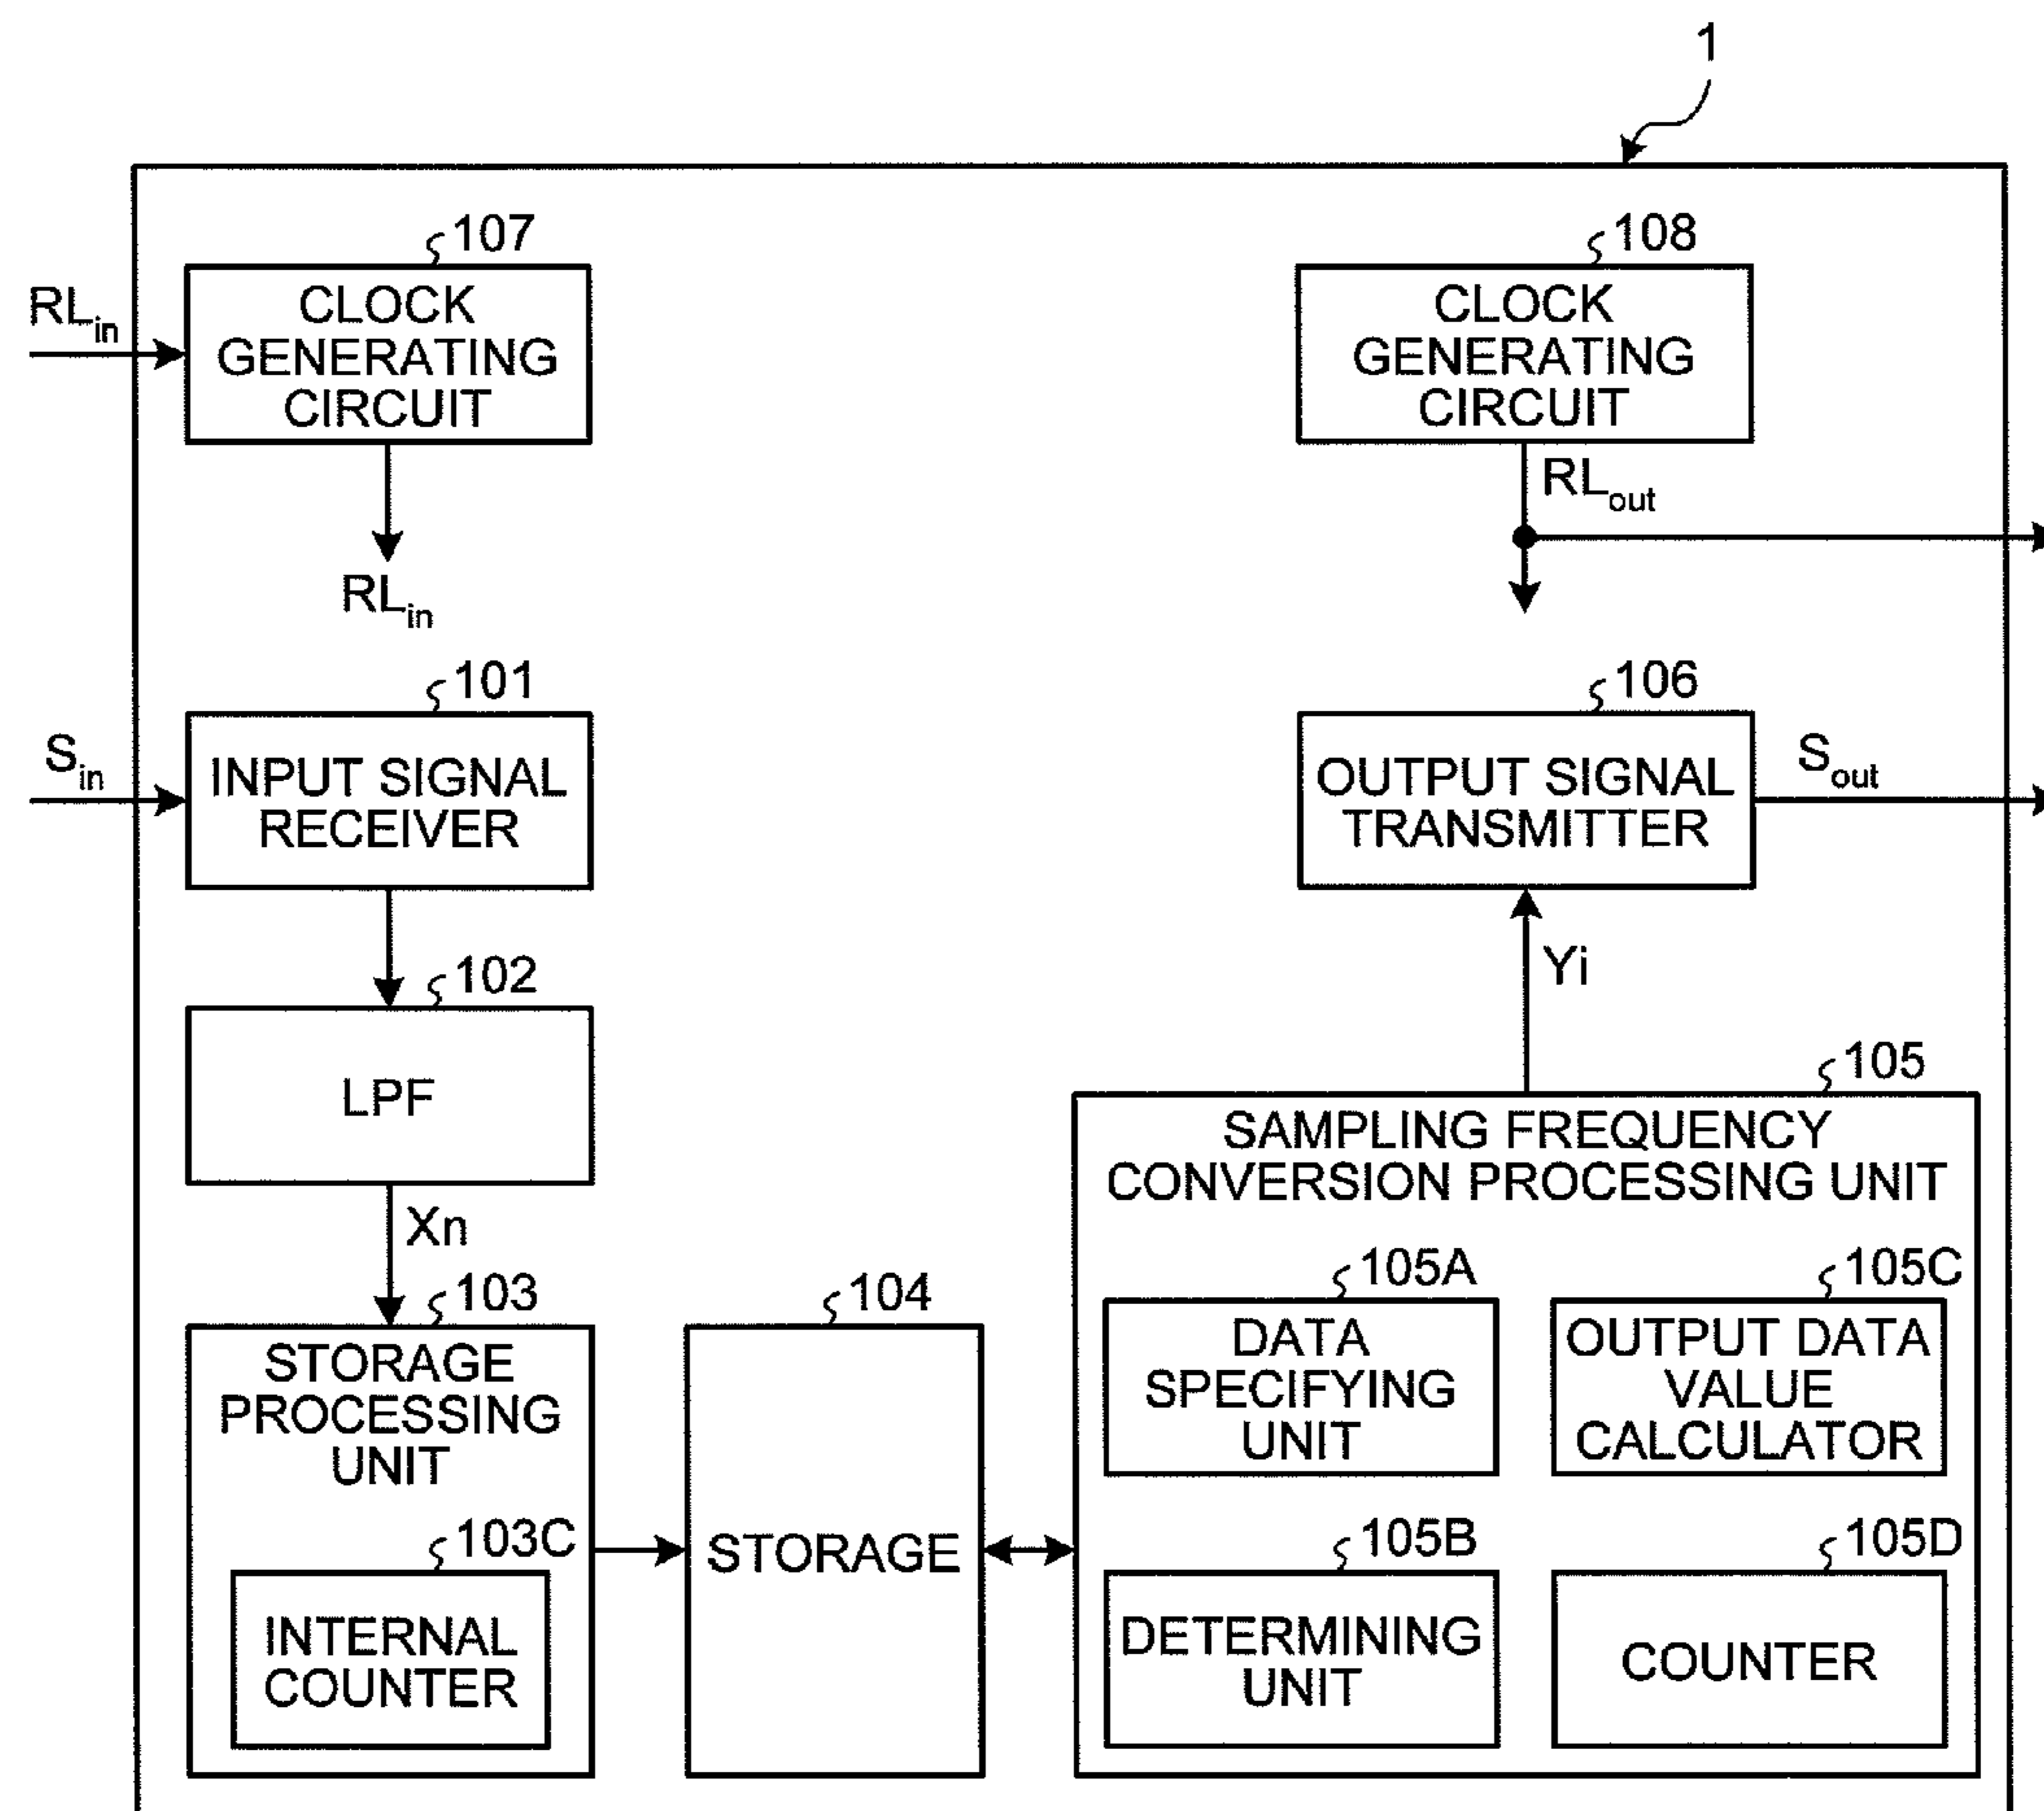 1
107
108
RLin
CLOCK
GENERATING
CIRCUIT
CLOCK
GENERATING
CIRCUIT
RLout
RLin
101
106
Sin
INPUT SIGNAL
RECEIVER
OUTPUT SIGNAL
TRANSMITTER
Sout
102
Yi
LPF
105
SAMPLING FREQUENCY
CONVERSION PROCESSING UNIT
Xn
103
104
105A
105C
STORAGE
PROCESSING
UNIT
DATA
SPECIFYING
UNIT
OUTPUT DATA
VALUE
CALCULATOR
103C
STORAGE
105B
105D
INTERNAL
COUNTER
DETERMINING
UNIT
COUNTER